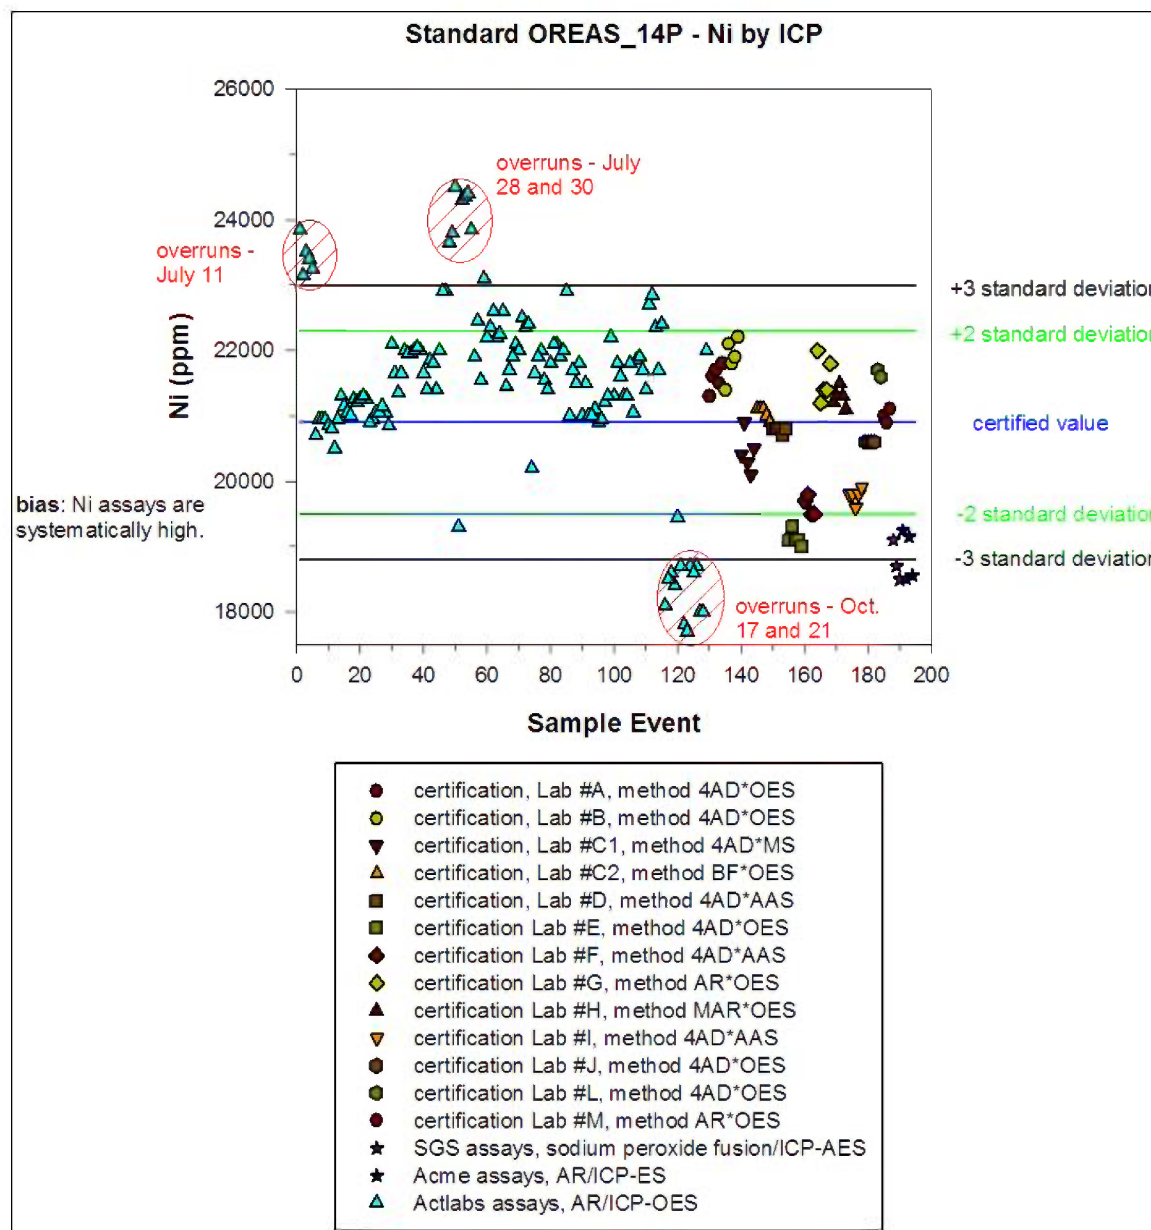 Standard OREAS_14P - Ni by ICP
26000
24000
22000
20000
18000
Ni (ppm)
overruns - July
28 and 30
overruns -
July 11
+3 standard deviation
+2 standard deviation
certified value
-2 standard deviation
-3 standard deviation
bias: Ni assays are
systematically high.
overruns - Oct.
17 and 21
0 20 40 60 80 100 120 140 160 180 200
Sample Event
certification, Lab #A, method 4AD*OES
certification, Lab #B, method 4AD*OES
certification, Lab #C1, method 4AD*MS
certification, Lab #C2, method BF*OES
certification, Lab #D, method 4AD*AAS
certification Lab #E, method 4AD*OES
certification Lab #F, method 4AD*AAS
certification Lab #G, method AR*OES
certification Lab #H, method MAR*OES
certification Lab #I, method 4AD*AAS
certification Lab #J, method 4AD*OES
certification Lab #L, method 4AD*OES
certification Lab #M, method AR*OES
SGS assays, sodium peroxide fusion/ICP-AES
Acme assays, AR/ICP-ES
Actlabs assays, AR/ICP-OES